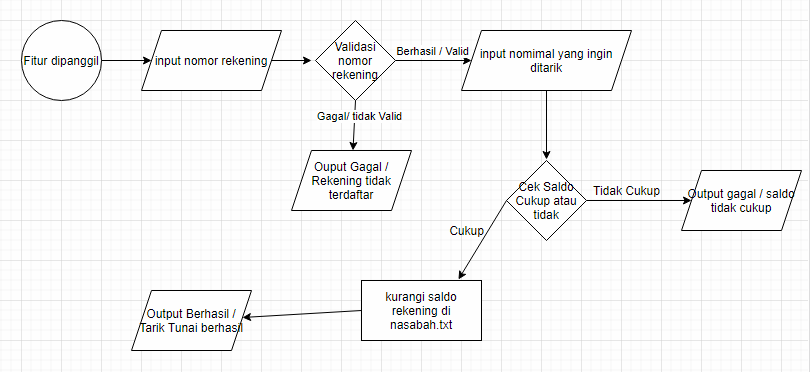 Fitur dipanggil
input nomor rekening
Validasi
nomor
rekening
Berhasil / Valid
input nomimal yang ingin
ditarik
Gagal/ tidak Valid
Ouput Gagal /
Rekening tidak
terdaftar
Cek Saldo
Cukup atau
tidak
Tidak Cukup
Output gagal / saldo
tidak cukup
Cukup
kurangi saldo
rekening di
nasabah.txt
Output Berhasil /
Tarik Tunai berhasil